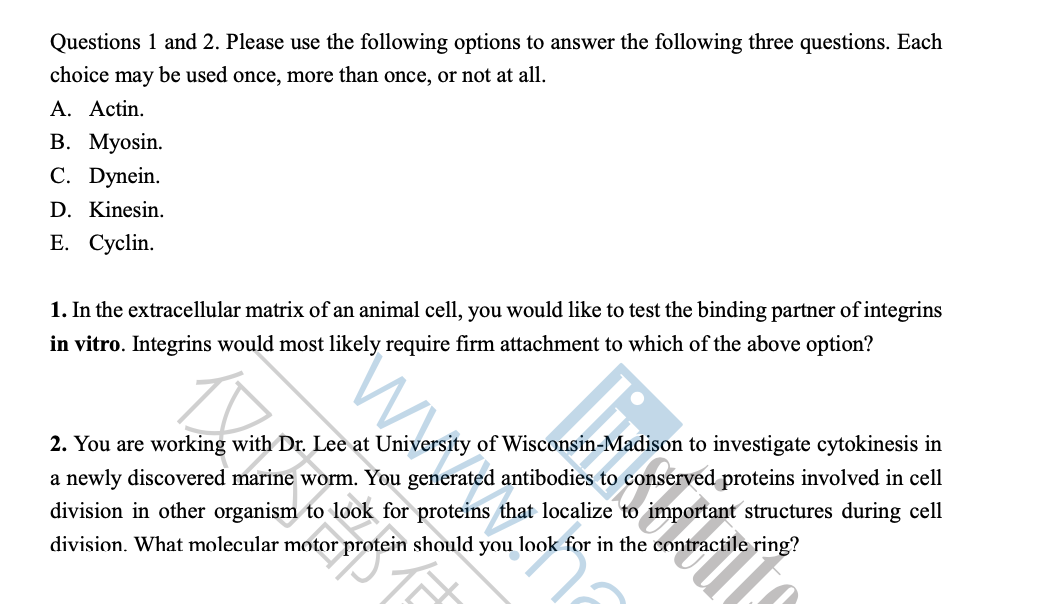 Questions 1 and 2. Please use the following options to answer the following three questions. Each
choice may be used once, more than once, or not at all.
A. Actin.
B. Myosin.
C. Dynein.
D. Kinesin.
E. Cyclin.
1. In the extracellular matrix of an animal cell, you would like to test the binding partner of integrins
in vitro. Integrins would most likely require firm attachment to which of the above option?
2. You are working with Dr. Lee at University of Wisconsin-Madison to investigate cytokinesis in
a newly discovered marine worm. You generated antibodies to conserved proteins involved in cell
division in other organism to look for proteins that localize to important structures during cell
division. What molecular motor protein should you look for in the contractile ring?
仅内部
www.ha